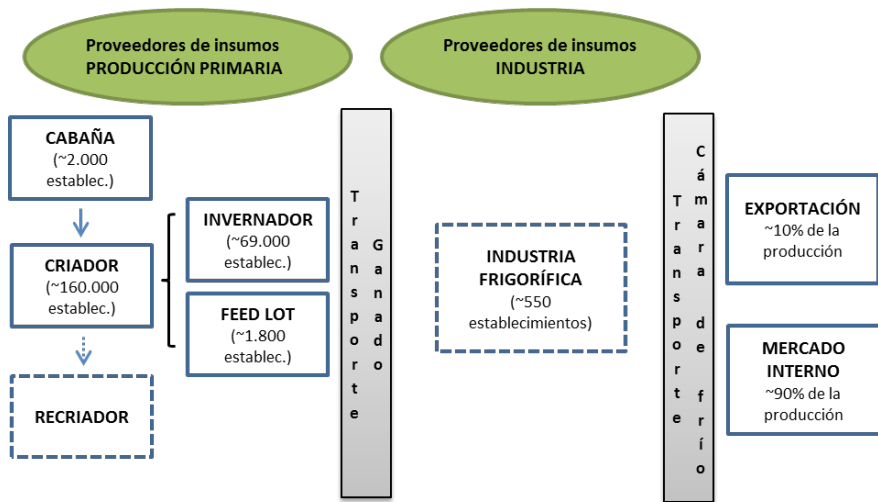 Proveedores de insumos
PRODUCCIÓN PRIMARIA
Proveedores de insumos
INDUSTRIA
CABAÑA
(~2.000
establec.)
CRIADOR
(~160.000
establec.)
RECRIADOR
INVERNADOR
(~69.000
establec.)
FEED LOT
(~1.800
establec.)
Transporte
Ganado
INDUSTRIA
FRIGORÍFICA
(~550
establecimientos)
Transporte
Cámara de frío
EXPORTACIÓN
~10% de la
producción
MERCADO
INTERNO
~90% de la
producción